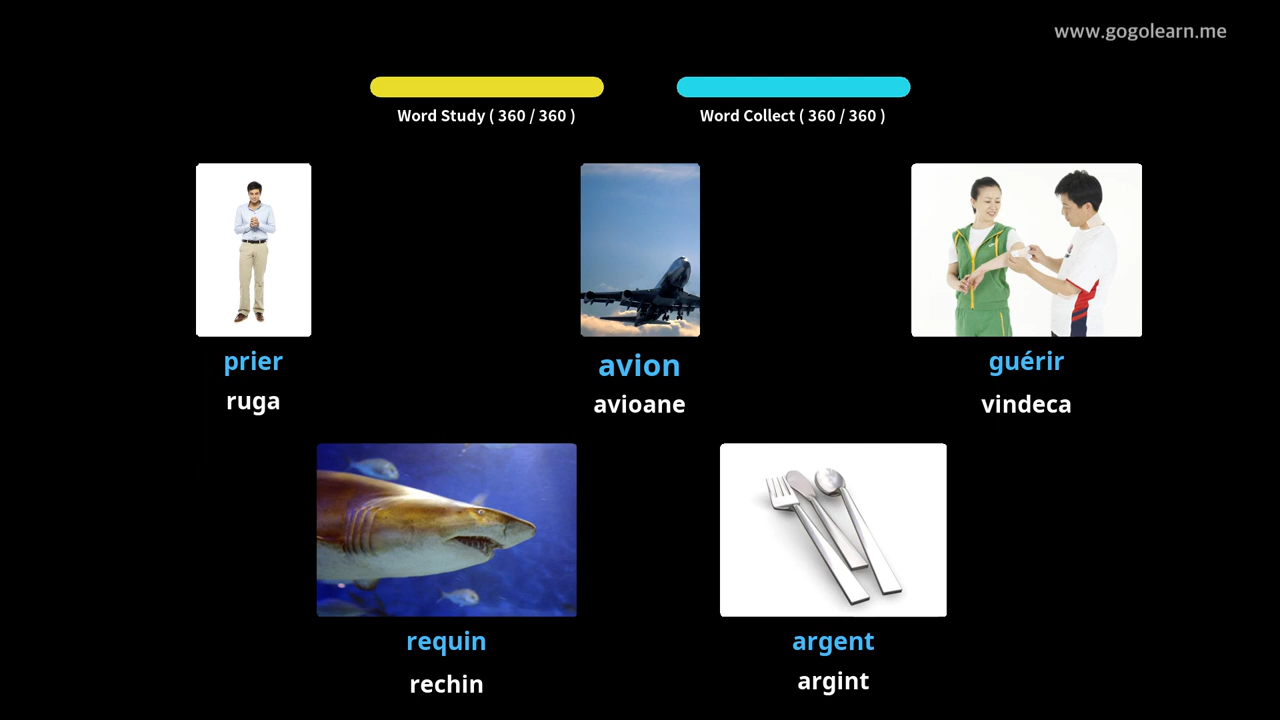 www.gogolearn.me
Word Study ( 360 / 360 )
Word Collect ( 360 / 360 )
prier
ruga
avion
avioane
guérir
vindeca
requin
rechin
argent
argint